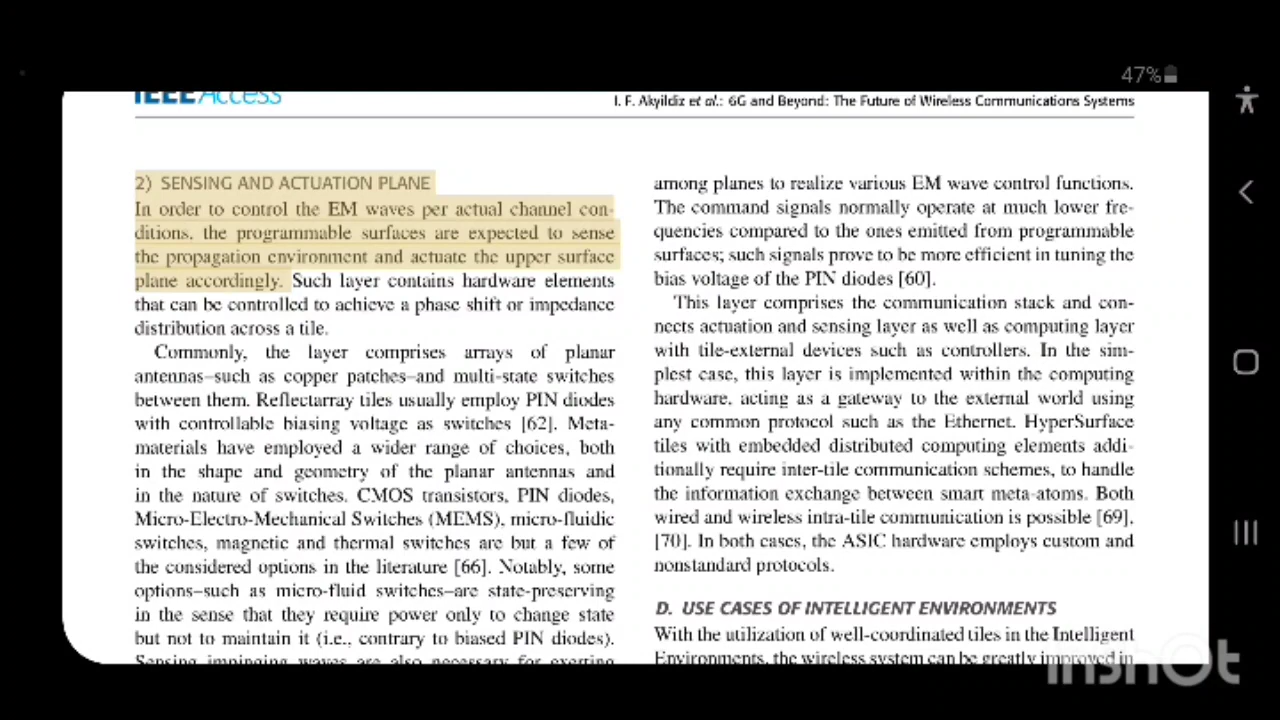 47%
IEEE Access
I. F. Akyildiz et al.: 6G and Beyond: The Future of Wireless Communications Systems
2) SENSING AND ACTUATION PLANE
In order to control the EM waves per actual channel con-
ditions, the programmable surfaces are expected to sense
the propagation environment and actuate the upper surface
plane accordingly. Such layer contains hardware elements
that can be controlled to achieve a phase shift or impedance
distribution across a tile.
Commonly, the layer comprises arrays of planar
antennas–such as copper patches–and multi-state switches
between them. Reflectarray tiles usually employ PIN diodes
with controllable biasing voltage as switches [62]. Meta-
materials have employed a wider range of choices, both
in the shape and geometry of the planar antennas and
in the nature of switches. CMOS transistors, PIN diodes,
Micro-Electro-Mechanical Switches (MEMS), micro-fluidic
switches, magnetic and thermal switches are but a few of
the considered options in the literature [66]. Notably, some
options–such as micro-fluid switches–are state-preserving
in the sense that they require power only to change state
but not to maintain it (i.e., contrary to biased PIN diodes).
Sensing impinging waves are also necessary for exerting
among planes to realize various EM wave control functions.
The command signals normally operate at much lower fre-
quencies compared to the ones emitted from programmable
surfaces; such signals prove to be more efficient in tuning the
bias voltage of the PIN diodes [60].
This layer comprises the communication stack and con-
nects actuation and sensing layer as well as computing layer
with tile-external devices such as controllers. In the sim-
plest case, this layer is implemented within the computing
hardware, acting as a gateway to the external world using
any common protocol such as the Ethernet. HyperSurface
tiles with embedded distributed computing elements addi-
tionally require inter-tile communication schemes, to handle
the information exchange between smart meta-atoms. Both
wired and wireless intra-tile communication is possible [69],
[70]. In both cases, the ASIC hardware employs custom and
nonstandard protocols.
D. USE CASES OF INTELLIGENT ENVIRONMENTS
With the utilization of well-coordinated tiles in the Intelligent
Environments, the wireless system can be greatly improved in
InShOt